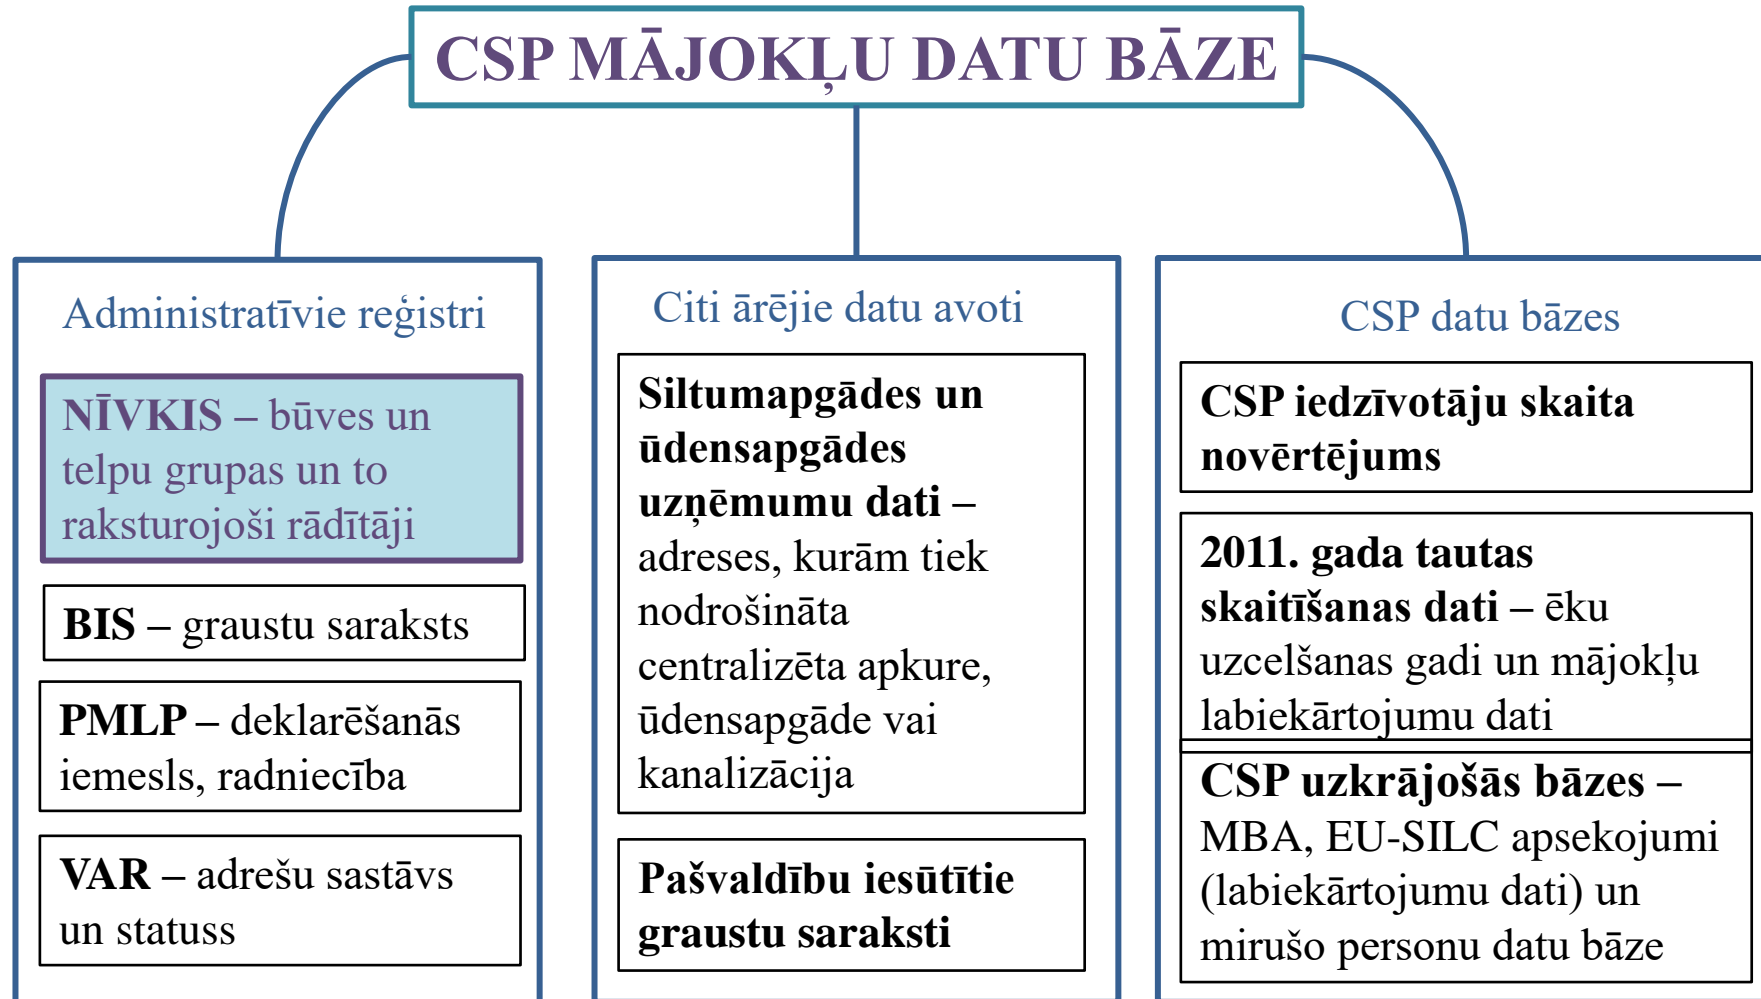 CSP MĀJOKĻU DATU BĀZE
Administratīvie reģistri
NĪVKIS – būves un
telpu grupas un to
raksturojoši rādītāji
BIS – graustu saraksts
PMLP – deklarēšanās
iemesls, radniecība
VAR – adrešu sastāvs
un statuss
Citi ārējie datu avoti
Siltumapgādes un
ūdensapgādes
uzņēmumu dati –
adreses, kurām tiek
nodrošināta
centralizēta apkure,
ūdensapgāde vai
kanalizācija
Pašvaldību iesūtītie
graustu saraksti
CSP datu bāzes
CSP iedzīvotāju skaita
novērtējums
2011. gada tautas
skaitīšanas dati – ēku
uzcelšanas gadi un mājokļu
labiekārtojumu dati
CSP uzkrājošās bāzes –
MBA, EU-SILC apsekojumi
(labiekārtojumu dati) un
mirušo personu datu bāze